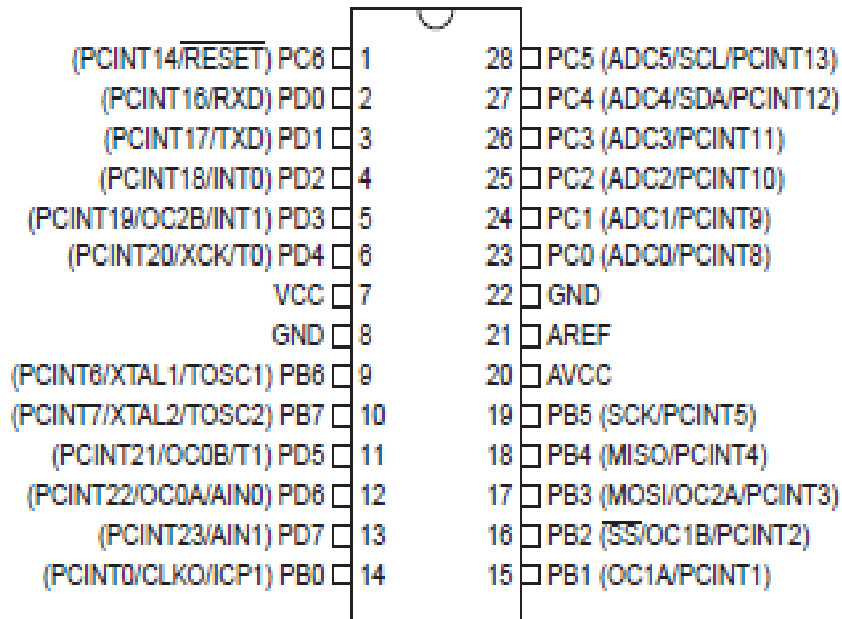 (PCINT14/RESET) PC6 1 28 PC5 (ADC5/SCL/PCINT13)
(PCINT16/RXD) PD0 2 27 PC4 (ADC4/SDA/PCINT12)
(PCINT17/TXD) PD1 3 26 PC3 (ADC3/PCINT11)
(PCINT18/INT0) PD2 4 25 PC2 (ADC2/PCINT10)
(PCINT19/OC2B/INT1) PD3 5 24 PC1 (ADC1/PCINT9)
(PCINT20/XCK/T0) PD4 6 23 PC0 (ADC0/PCINT8)
VCC 7 22 GND
GND 8 21 AREF
(PCINT6/XTAL1/TOSC1) PB6 9 20 AVCC
(PCINT7/XTAL2/TOSC2) PB7 10 19 PB5 (SCK/PCINT5)
(PCINT21/OC0B/T1) PD5 11 18 PB4 (MISO/PCINT4)
(PCINT22/OC0A/AIN0) PD6 12 17 PB3 (MOSI/OC2A/PCINT3)
(PCINT23/AIN1) PD7 13 16 PB2 (SS/OC1B/PCINT2)
(PCINT0/CLKO/ICP1) PB0 14 15 PB1 (OC1A/PCINT1)